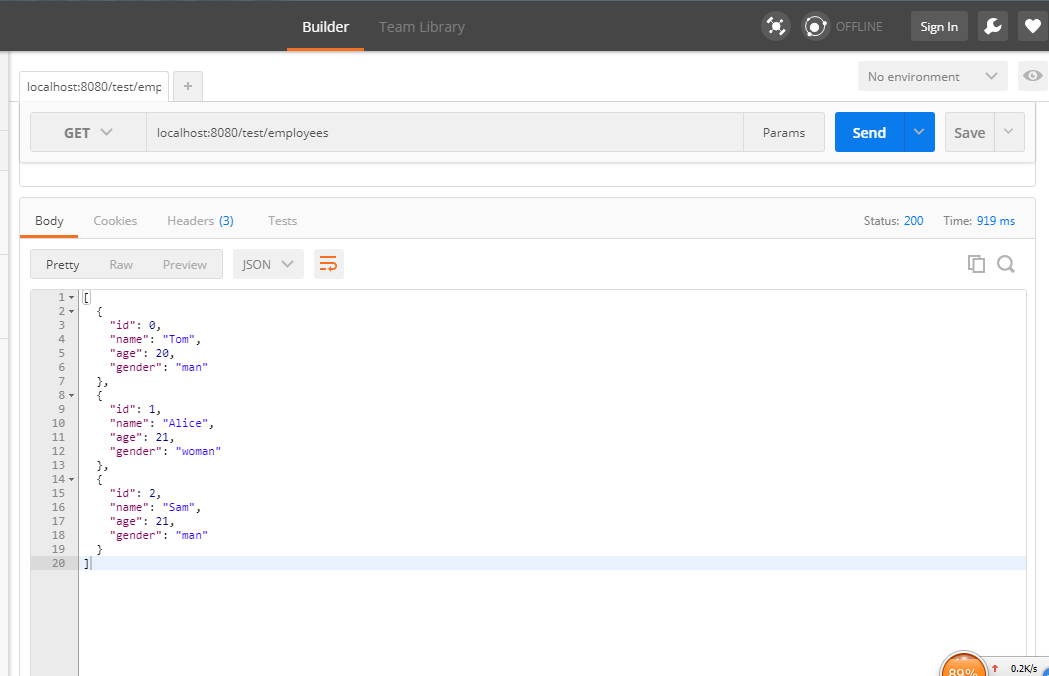 Builder Team Library OFFLINE Sign In
localhost:8080/test/emp + No environment
GET localhost:8080/test/employees Params Send Save
Body Cookies Headers (3) Tests Status: 200 Time: 919 ms
Pretty Raw Preview JSON
1 [
2 {
3 "id": 0,
4 "name": "Tom",
5 "age": 20,
6 "gender": "man"
7 },
8 {
9 "id": 1,
10 "name": "Alice",
11 "age": 21,
12 "gender": "woman"
13 },
14 {
15 "id": 2,
16 "name": "Sam",
17 "age": 21,
18 "gender": "man"
19 }
20 ]
89% 0.2K/s